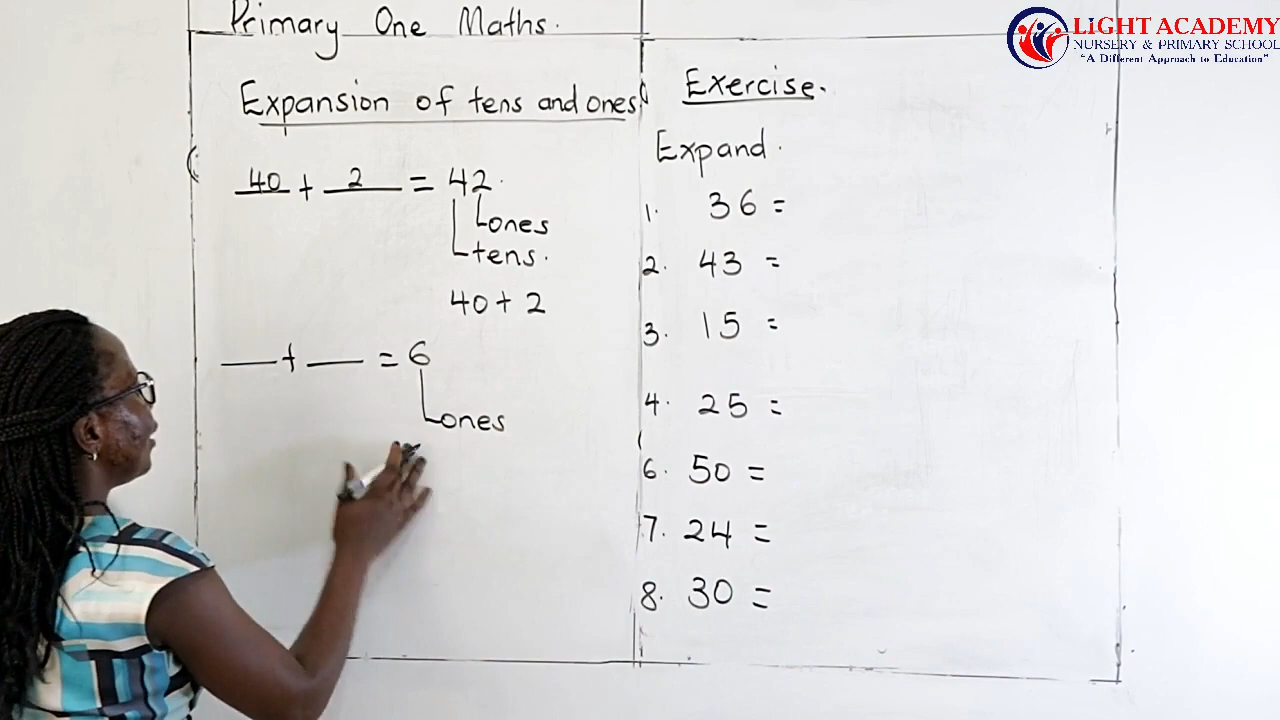 Primary One Maths.
Expansion of tens and ones
40 + 2 = 42.
ones
tens.
40 + 2
___ + ___ = 6
ones
Exercise.
Expand.
1. 36 =
2. 43 =
3. 15 =
4. 25 =
6. 50 =
7. 24 =
8. 30 =
LIGHT ACADEMY
NURSERY & PRIMARY SCHOOL
"A Different Approach to Education"